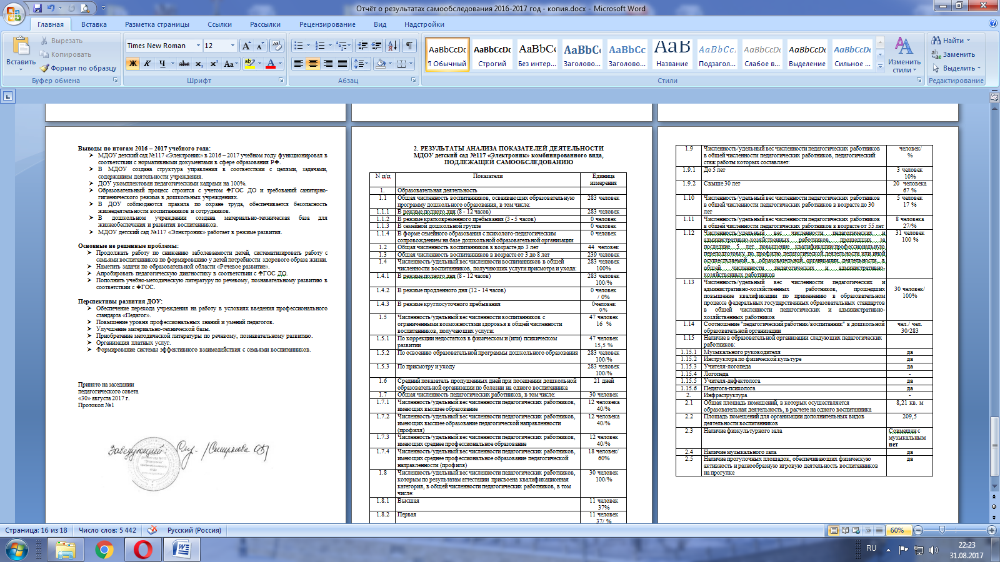 Отчёт о результатах самообследования 2016-2017 год - копия.docx - Microsoft Word
Главная Вставка Разметка страницы Ссылки Рассылки Рецензирование Вид Надстройки
Вставить
Вырезать
Копировать
Формат по образцу
Буфер обмена
Times New Roman 12
Ж К Ч abc x₂ x² Aa
Шрифт
Абзац
AaBbCcDc AaBbCcDc AaBbCc AaBbCc AaBbCc AaB AaBbCc. AaBbCcDc AaBbCcDc AaBbCcDc
¶ Обычный Строгий Без интер... Заголово... Заголово... Название Подзагол... Слабое в... Выделение Сильное ...
Изменить стили
Стили
Найти
Заменить
Выделить
Редактирование
Выводы по итогам 2016 – 2017 учебного года:
МДОУ детский сад №117 «Электроник» в 2016 – 2017 учебном году функционировал в
соответствии с нормативными документами в сфере образования РФ.
В МДОУ создана структура управления в соответствии с целями, задачами,
содержанием деятельности учреждения.
ДОУ укомплектован педагогическими кадрами на 100%.
Образовательный процесс строится с учетом ФГОС ДО и требований санитарно-
гигиенического режима в дошкольных учреждениях.
В ДОУ соблюдаются правила по охране труда, обеспечивается безопасность
жизнедеятельности воспитанников и сотрудников.
В дошкольном учреждении создана материально-техническая база для
жизнеобеспечения и развития воспитанников.
МДОУ детский сад №117 «Электроник» работает в режиме развития.
Основные не решенные проблемы:
Продолжать работу по снижению заболеваемости детей, систематизировать работу с
семьями воспитанников по формированию у детей потребности здорового образа жизни.
Наметить задачи по образовательной области «Речевое развитие».
Апробировать педагогическую диагностику в соответствии с ФГОС ДО.
Пополнить учебно-методическую литературу по речевому, познавательному развитию в
соответствии с ФГОС.
Перспективы развития ДОУ:
Обеспечение перехода учреждения на работу в условиях введения профессионального
стандарта «Педагог».
Повышение уровня профессиональных знаний и умений педагогов.
Улучшение материально-технической базы.
Приобретение методической литературы по речевому, познавательному развитию.
Организация платных услуг.
Формирование системы эффективного взаимодействия с семьями воспитанников.
Принято на заседании
педагогического совета
«30» августа 2017 г.
Протокол №1
Заведующий:
2. РЕЗУЛЬТАТЫ АНАЛИЗА ПОКАЗАТЕЛЕЙ ДЕЯТЕЛЬНОСТИ
МДОУ детский сад №117 «Электроник» комбинированного вида,
ПОДЛЕЖАЩЕЙ САМООБСЛЕДОВАНИЮ
N п/п Показатели Единица
измерения
1. Образовательная деятельность
1.1 Общая численность воспитанников, осваивающих образовательную 283 человек
программу дошкольного образования, в том числе:
1.1.1 В режиме полного дня (8 - 12 часов) 283 человек
1.1.2 В режиме кратковременного пребывания (3 - 5 часов) 0 человек
1.1.3 В семейной дошкольной группе 0 человек
1.1.4 В форме семейного образования с психолого-педагогическим 0 человек
сопровождением на базе дошкольной образовательной организации
1.2 Общая численность воспитанников в возрасте до 3 лет 44 человек
1.3 Общая численность воспитанников в возрасте от 3 до 8 лет 239 человек
1.4 Численность/удельный вес численности воспитанников в общей 283 человек
численности воспитанников, получающих услуги присмотра и ухода: 100%
1.4.1 В режиме полного дня (8 - 12 часов) 283 человек
100/%
1.4.2 В режиме продленного дня (12 - 14 часов) 0 человек
/ 0%
1.4.3 В режиме круглосуточного пребывания 0человек
0/%
1.5 Численность/удельный вес численности воспитанников с 47 человек
ограниченными возможностями здоровья в общей численности 16 %
воспитанников, получающих услуги:
1.5.1 По коррекции недостатков в физическом и (или) психическом 47 человек
развитии 15,5 %
1.5.2 По освоению образовательной программы дошкольного образования 283 человек
100/%
1.5.3 По присмотру и уходу 283 человек
100/%
1.6 Средний показатель пропущенных дней при посещении дошкольной 21 дней
образовательной организации по болезни на одного воспитанника
1.7 Общая численность педагогических работников, в том числе: 30 человек
1.7.1 Численность/удельный вес численности педагогических работников, 12 человека
имеющих высшее образование 40/%
1.7.2 Численность/удельный вес численности педагогических работников, 12 человека
имеющих высшее образование педагогической направленности 40/%
(профиля)
1.7.3 Численность/удельный вес численности педагогических работников, 12 человек
имеющих среднее профессиональное образование 40/%
1.7.4 Численность/удельный вес численности педагогических работников, 18 человек/
имеющих среднее профессиональное образование педагогической 60%
направленности (профиля)
1.8 Численность/удельный вес численности педагогических работников, 30 человек
которым по результатам аттестации присвоена квалификационная 100/%
категория, в общей численности педагогических работников, в том
числе:
1.8.1 Высшая 11 человек
37%
1.8.2 Первая 11 человек
37/ %
1.9 Численность/удельный вес численности педагогических работников человек/
в общей численности педагогических работников, педагогический %
стаж работы которых составляет:
1.9.1 До 5 лет 3 человек
10%
1.9.2 Свыше 30 лет 20 человека
67 %
1.10 Численность/удельный вес численности педагогических работников 5 человек
в общей численности педагогических работников в возрасте до 30 17 %
лет
1.11 Численность/удельный вес численности педагогических работников 8 человека
в общей численности педагогических работников в возрасте от 55 лет 27/%
1.12 Численность/удельный вес численности педагогических и 31 человек
административно-хозяйственных работников, прошедших за 100 %
последние 5 лет повышение квалификации/профессиональную
переподготовку по профилю педагогической деятельности или иной
осуществляемой в образовательной организации деятельности, в
общей численности педагогических и административно-
хозяйственных работников
1.13 Численность/удельный вес численности педагогических и
административно-хозяйственных работников, прошедших 30 человек/
повышение квалификации по применению в образовательном 100%
процессе федеральных государственных образовательных стандартов
в общей численности педагогических и административно-
хозяйственных работников
1.14 Соотношение "педагогический работник/воспитанник" в дошкольной чел./ чел.
образовательной организации 30/283
1.15 Наличие в образовательной организации следующих педагогических
работников:
1.15.1 Музыкального руководителя да
1.15.2 Инструктора по физической культуре да
1.15.3 Учителя-логопеда да
1.15.4 Логопеда -
1.15.5 Учителя-дефектолога да
1.15.6 Педагога-психолога да
2. Инфраструктура -
2.1 Общая площадь помещений, в которых осуществляется 8,21 кв. м
образовательная деятельность, в расчете на одного воспитанника
2.2 Площадь помещений для организации дополнительных видов 209,5
деятельности воспитанников
2.3 Наличие физкультурного зала Совмещен с
музыкальным
нет
2.4 Наличие музыкального зала да
2.5 Наличие прогулочных площадок, обеспечивающих физическую да
активность и разнообразную игровую деятельность воспитанников
на прогулке
Страница: 16 из 18 Число слов: 5 442 Русский (Россия) 60%
RU 22:23
31.08.2017